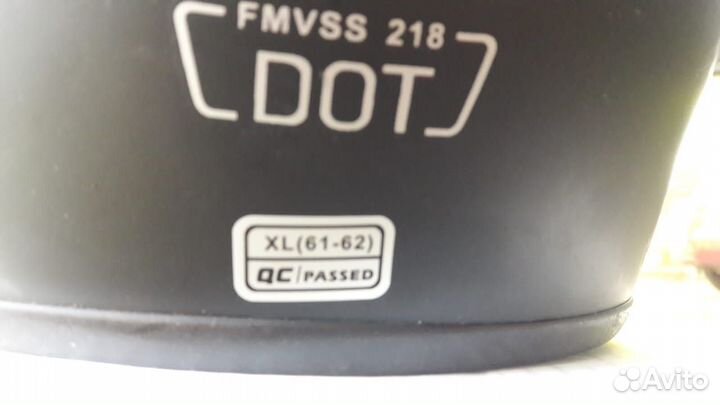 FMVSS 218
DOT
XL(61-62)
QC/PASSED
Avito